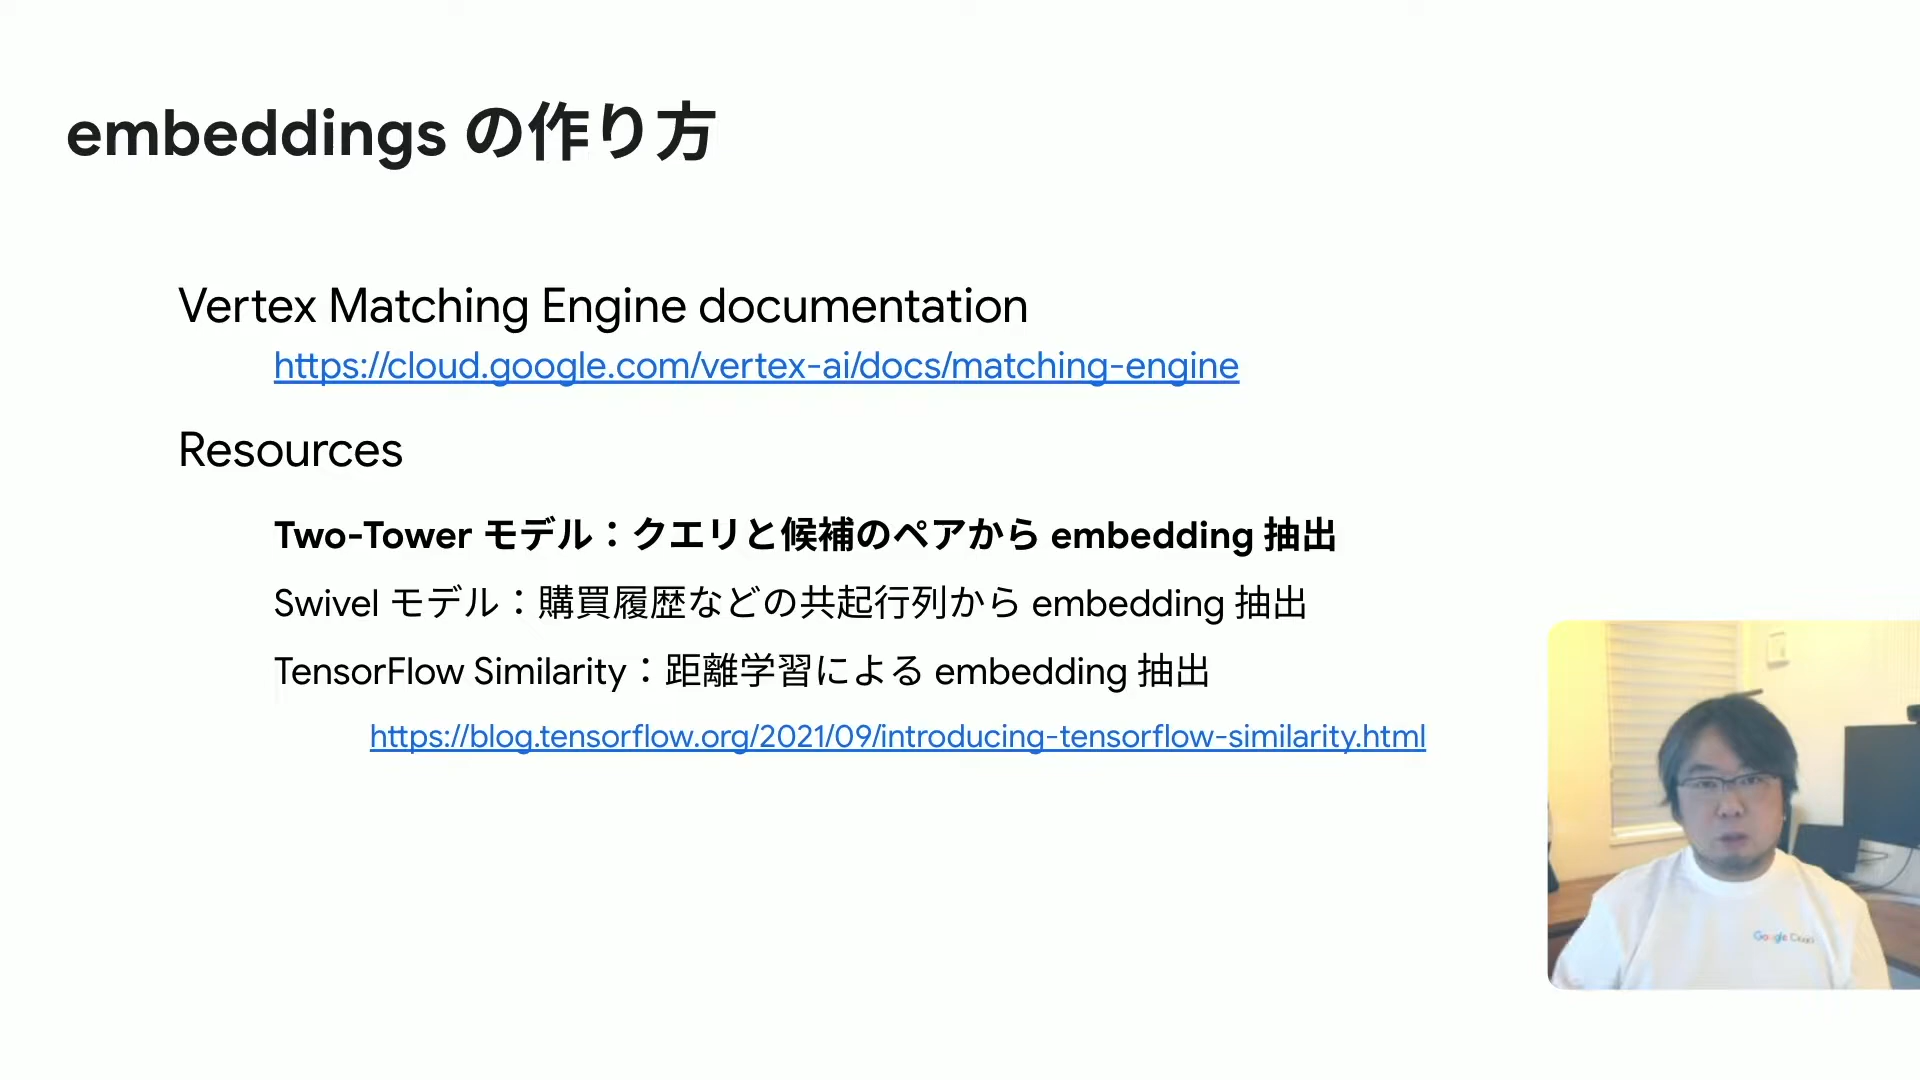 embeddings の作り方
Vertex Matching Engine documentation
https://cloud.google.com/vertex-ai/docs/matching-engine
Resources
Two-Tower モデル：クエリと候補のペアから embedding 抽出
Swivel モデル：購買履歴などの共起行列から embedding 抽出
TensorFlow Similarity：距離学習による embedding 抽出
https://blog.tensorflow.org/2021/09/introducing-tensorflow-similarity.html
Google Cloud